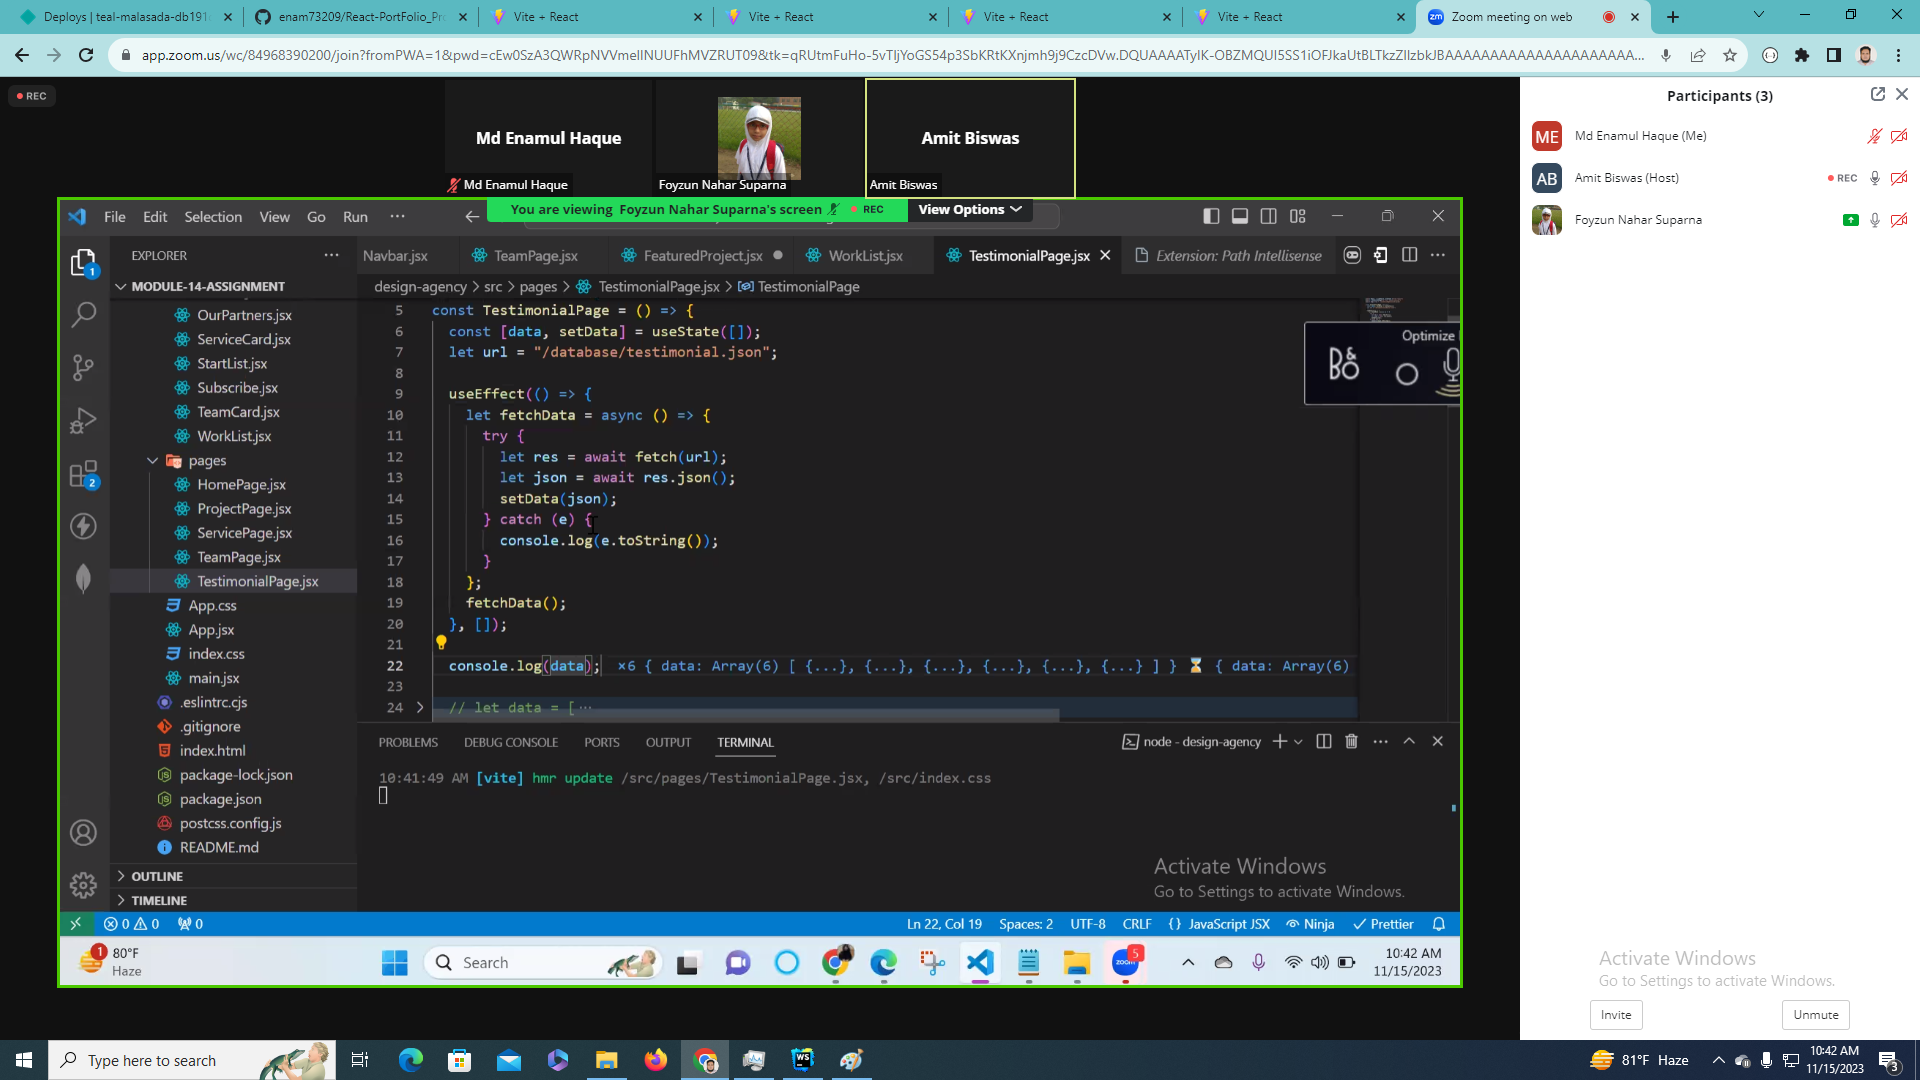 Deploys | teal-malasada-db191
enam73209/React-PortFolio_Pr
Vite + React
Vite + React
Vite + React
Vite + React
Zoom meeting on web
REC
Md Enamul Haque
Md Enamul Haque
Foyzun Nahar Suparna
Amit Biswas
Amit Biswas
You are viewing Foyzun Nahar Suparna's screen
REC
View Options
Participants (3)
ME
Md Enamul Haque (Me)
AB
Amit Biswas (Host)
REC
Foyzun Nahar Suparna
File Edit Selection View Go Run ···
EXPLORER
Navbar.jsx
TeamPage.jsx
FeaturedProject.jsx
WorkList.jsx
TestimonialPage.jsx
Extension: Path Intellisense
MODULE-14-ASSIGNMENT
design-agency > src > pages > TestimonialPage.jsx > TestimonialPage
OurPartners.jsx
ServiceCard.jsx
StartList.jsx
Subscribe.jsx
TeamCard.jsx
WorkList.jsx
pages
HomePage.jsx
ProjectPage.jsx
ServicePage.jsx
TeamPage.jsx
TestimonialPage.jsx
App.css
App.jsx
index.css
main.jsx
.eslintrc.cjs
.gitignore
index.html
package-lock.json
package.json
postcss.config.js
README.md
OUTLINE
TIMELINE
5 const TestimonialPage = () => {
6 const [data, setData] = useState([]);
7 let url = "/database/testimonial.json";
8
9 useEffect(() => {
10 let fetchData = async () => {
11 try {
12 let res = await fetch(url);
13 let json = await res.json();
14 setData(json);
15 } catch (e) {
16 console.log(e.toString());
17 }
18 };
19 fetchData();
20 }, []);
21
22 console.log(data); ×6 { data: Array(6) [ {...}, {...}, {...}, {...}, {...}, {...} ] } ⏳ { data: Array(6)
23
24 // let data = [ ···
Optimize
B&O
PROBLEMS DEBUG CONSOLE PORTS OUTPUT TERMINAL
node - design-agency
10:41:49 AM [vite] hmr update /src/pages/TestimonialPage.jsx, /src/index.css
Activate Windows
Go to Settings to activate Windows.
0 0 0
Ln 22, Col 19 Spaces: 2 UTF-8 CRLF {} JavaScript JSX Ninja Prettier
1
80°F
Haze
Search
zoom
5
10:42 AM
11/15/2023
Activate Windows
Go to Settings to activate Windows.
Invite
Unmute
Type here to search
WS
81°F Haze
10:42 AM
11/15/2023
3